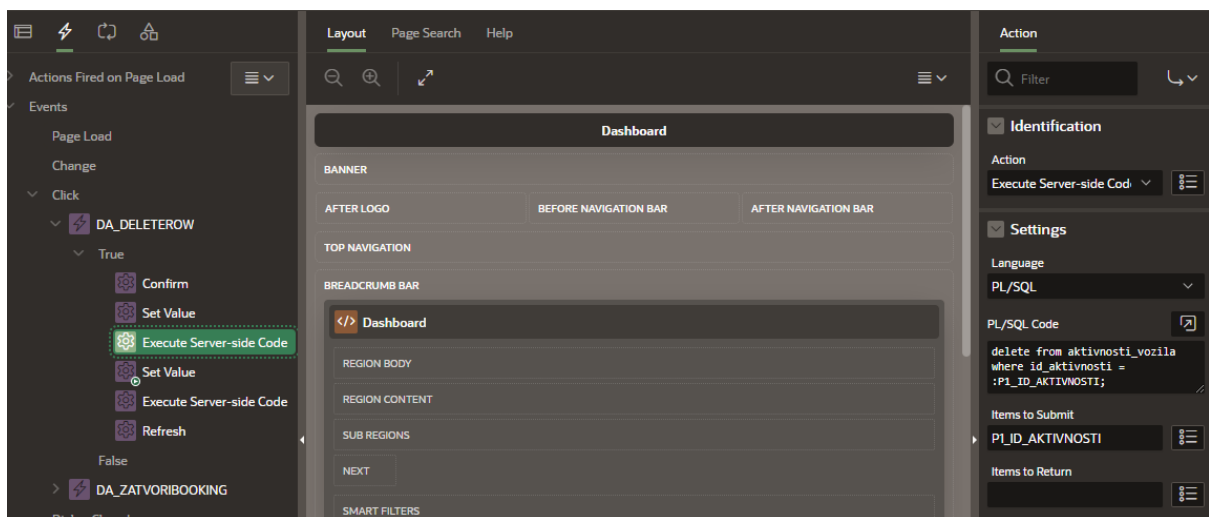 Actions Fired on Page Load
Events
Page Load
Change
Click
DA_DELETEROW
True
Confirm
Set Value
Execute Server-side Code
Set Value
Execute Server-side Code
Refresh
False
DA_ZATVORIBOOKING
Layout Page Search Help
Dashboard
BANNER
AFTER LOGO BEFORE NAVIGATION BAR AFTER NAVIGATION BAR
TOP NAVIGATION
BREADCRUMB BAR
</> Dashboard
REGION BODY
REGION CONTENT
SUB REGIONS
NEXT
SMART FILTERS
Action
Filter
Identification
Action
Execute Server-side Cod
Settings
Language
PL/SQL
PL/SQL Code
delete from aktivnosti_vozila
where id_aktivnosti =
:P1_ID_AKTIVNOSTI;
Items to Submit
P1_ID_AKTIVNOSTI
Items to Return